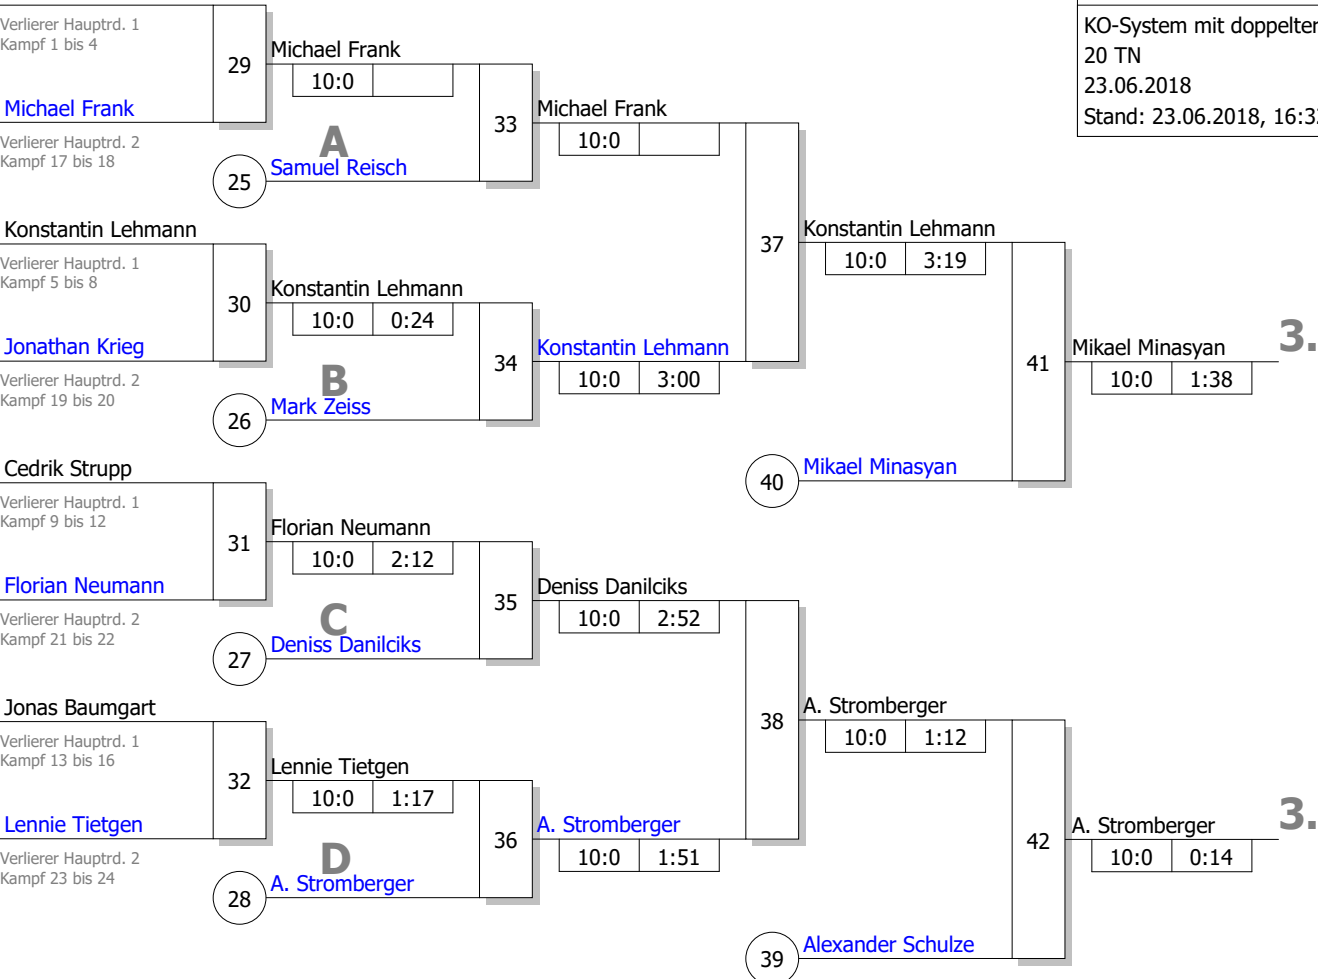 KO-System mit doppelter
20 TN
23.06.2018
Stand: 23.06.2018, 16:3
Verlierer Hauptrd. 1
Kampf 1 bis 4
29
Michael Frank
10:0
Michael Frank
Verlierer Hauptrd. 2
Kampf 17 bis 18
A
25
Samuel Reisch
33
Michael Frank
10:0
Konstantin Lehmann
Verlierer Hauptrd. 1
Kampf 5 bis 8
30
Konstantin Lehmann
10:0 0:24
Jonathan Krieg
Verlierer Hauptrd. 2
Kampf 19 bis 20
B
26
Mark Zeiss
34
Konstantin Lehmann
10:0 3:00
37
Konstantin Lehmann
10:0 3:19
40
Mikael Minasyan
41
Mikael Minasyan
10:0 1:38
3.
Cedrik Strupp
Verlierer Hauptrd. 1
Kampf 9 bis 12
31
Florian Neumann
10:0 2:12
Florian Neumann
Verlierer Hauptrd. 2
Kampf 21 bis 22
C
27
Deniss Danilciks
35
Deniss Danilciks
10:0 2:52
Jonas Baumgart
Verlierer Hauptrd. 1
Kampf 13 bis 16
32
Lennie Tietgen
10:0 1:17
Lennie Tietgen
Verlierer Hauptrd. 2
Kampf 23 bis 24
D
28
A. Stromberger
36
A. Stromberger
10:0 1:51
38
A. Stromberger
10:0 1:12
39
Alexander Schulze
42
A. Stromberger
10:0 0:14
3.